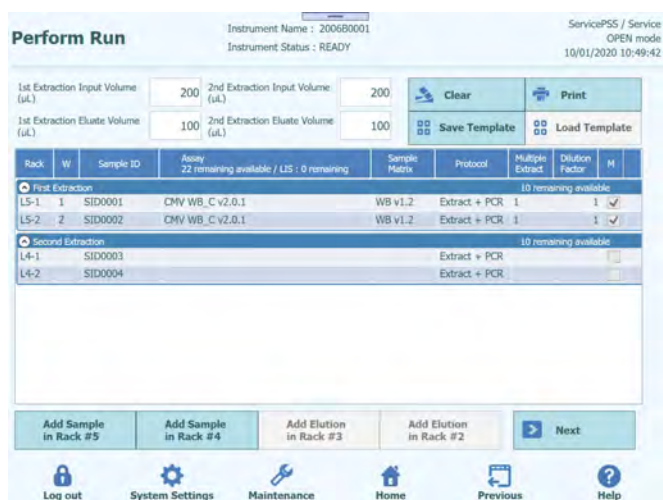 Perform Run
Instrument Name : 2006B0001
Instrument Status : READY
ServicePSS / Service
OPEN mode
10/01/2020 10:49:42
1st Extraction Input Volume (uL) 200 2nd Extraction Input Volume (uL) 200
Clear Print
1st Extraction Eluate Volume (uL) 100 2nd Extraction Eluate Volume (uL) 100
Save Template Load Template
Rack W Sample ID Assay 22 remaining available / LIS : 0 remaining Sample Matrix Protocol Multiple Extract Dilution Factor M
First Extraction 10 remaining available
L5-1 1 SID0001 CMV WB_C v2.0.1 WB v1.2 Extract + PCR 1 1
L5-2 2 SID0002 CMV WB_C v2.0.1 WB v1.2 Extract + PCR 1 1
Second Extraction 10 remaining available
L4-1 SID0003 Extract + PCR
L4-2 SID0004 Extract + PCR
Add Sample in Rack #5 Add Sample in Rack #4 Add Elution in Rack #3 Add Elution in Rack #2 Next
Log out System Settings Maintenance Home Previous Help